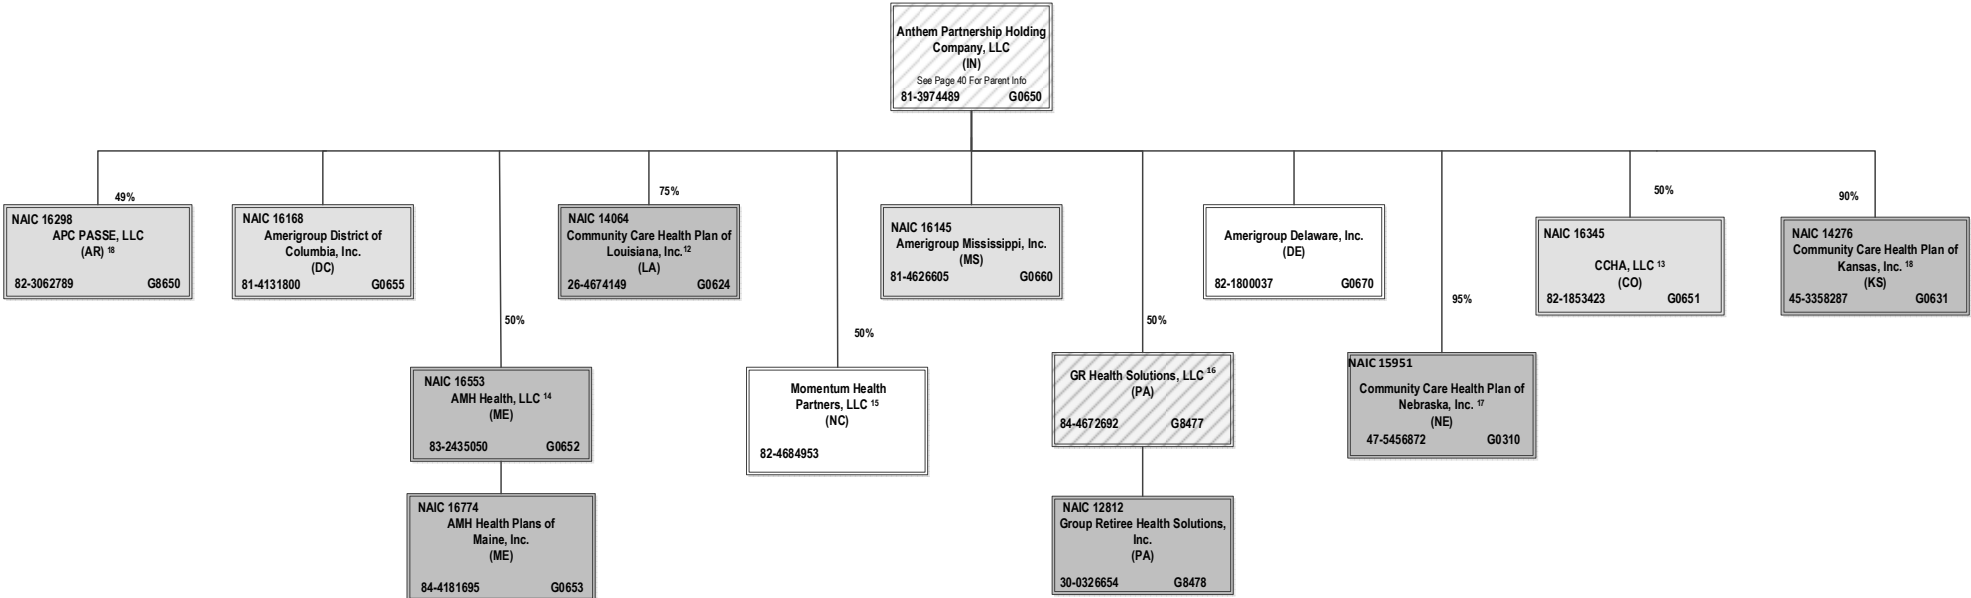 Anthem Partnership Holding
Company, LLC
(IN)
See Page 40 For Parent Info
81-3974489 G0650
49%
NAIC 16298
APC PASSE, LLC
(AR) 18
82-3062789 G8650
NAIC 16168
Amerigroup District of
Columbia, Inc.
(DC)
81-4131800 G0655
75%
NAIC 14064
Community Care Health Plan of
Louisiana, Inc. 12
(LA)
26-4674149 G0624
NAIC 16145
Amerigroup Mississippi, Inc.
(MS)
81-4626605 G0660
Amerigroup Delaware, Inc.
(DE)
82-1800037 G0670
50%
NAIC 16345
CCHA, LLC 13
(CO)
82-1853423 G0651
90%
NAIC 14276
Community Care Health Plan of
Kansas, Inc. 18
(KS)
45-3358287 G0631
50%
NAIC 16553
AMH Health, LLC 14
(ME)
83-2435050 G0652
50%
Momentum Health
Partners, LLC 15
(NC)
82-4684953
50%
GR Health Solutions, LLC 16
(PA)
84-4672692 G8477
95%
NAIC 15951
Community Care Health Plan of
Nebraska, Inc. 17
(NE)
47-5456872 G0310
NAIC 16774
AMH Health Plans of
Maine, Inc.
(ME)
84-4181695 G0653
NAIC 12812
Group Retiree Health Solutions,
Inc.
(PA)
30-0326654 G8478